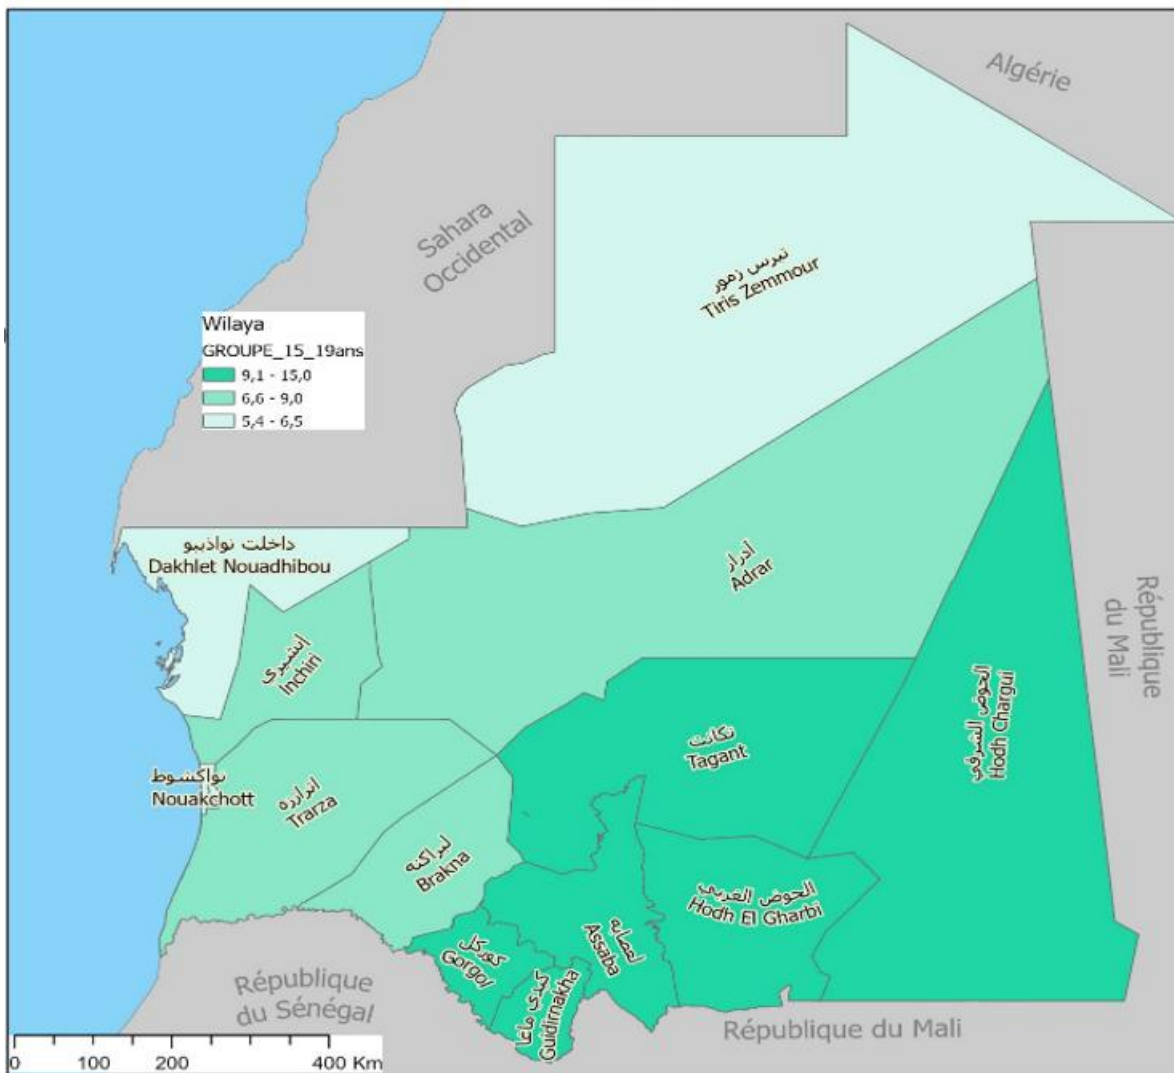 Algérie
Sahara
Occidental
تيرس زمور
Tiris Zemmour
Wilaya
GROUPE_15_19ans
9,1 - 15,0
6,6 - 9,0
5,4 - 6,5
داخلت نواذيبو
Dakhlet Nouadhibou
أدرار
Adrar
République
du Mali
إنشيري
Inchiri
الحوض الشرقي
Hodh Chargui
تكانت
Tagant
نواكشوط
Nouakchott
اترارزه
Trarza
لبراكنه
Brakna
الحوض الغربي
Hodh El Gharbi
لعصابه
Assaba
كوركل
Gorgol
كيدي ماغا
Guidimakha
République
du Sénégal
République du Mali
0 100 200 400 Km